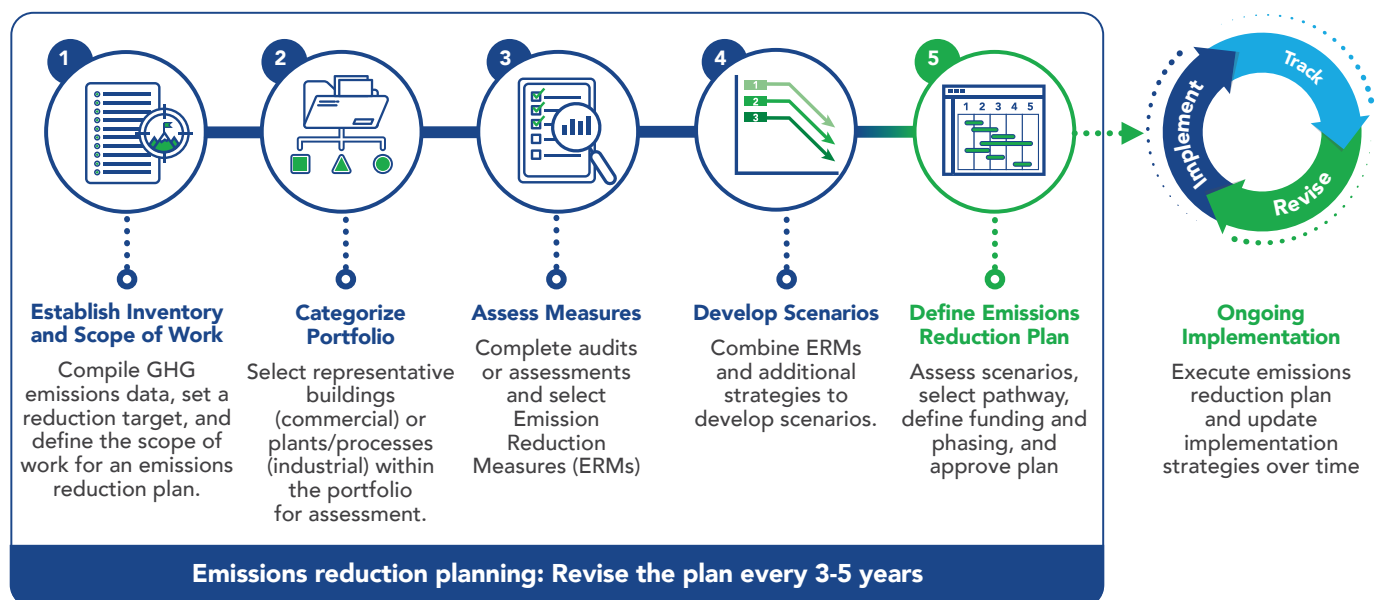 1
Establish Inventory
and Scope of Work
Compile GHG
emissions data, set a
reduction target, and
define the scope of
work for an emissions
reduction plan.
2
Categorize
Portfolio
Select representative
buildings
(commercial) or
plants/processes
(industrial) within
the portfolio
for assessment.
3
Assess Measures
Complete audits
or assessments
and select
Emission
Reduction
Measures (ERMs)
4
1
2
3
Develop Scenarios
Combine ERMs
and additional
strategies to
develop scenarios.
5
1 2 3 4 5
Define Emissions
Reduction Plan
Assess scenarios,
select pathway,
define funding and
phasing, and
approve plan
Implement
Track
Revise
Ongoing
Implementation
Execute emissions
reduction plan
and update
implementation
strategies over time
Emissions reduction planning: Revise the plan every 3-5 years